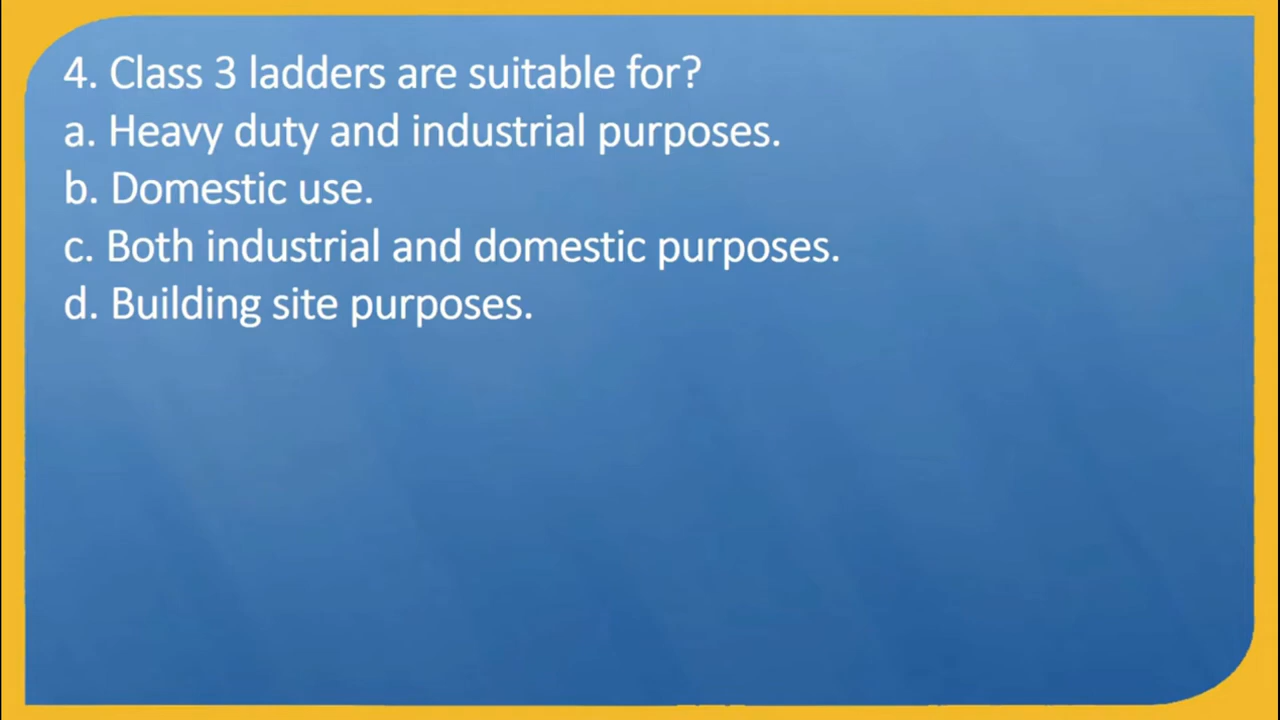 4. Class 3 ladders are suitable for?
a. Heavy duty and industrial purposes.
b. Domestic use.
c. Both industrial and domestic purposes.
d. Building site purposes.